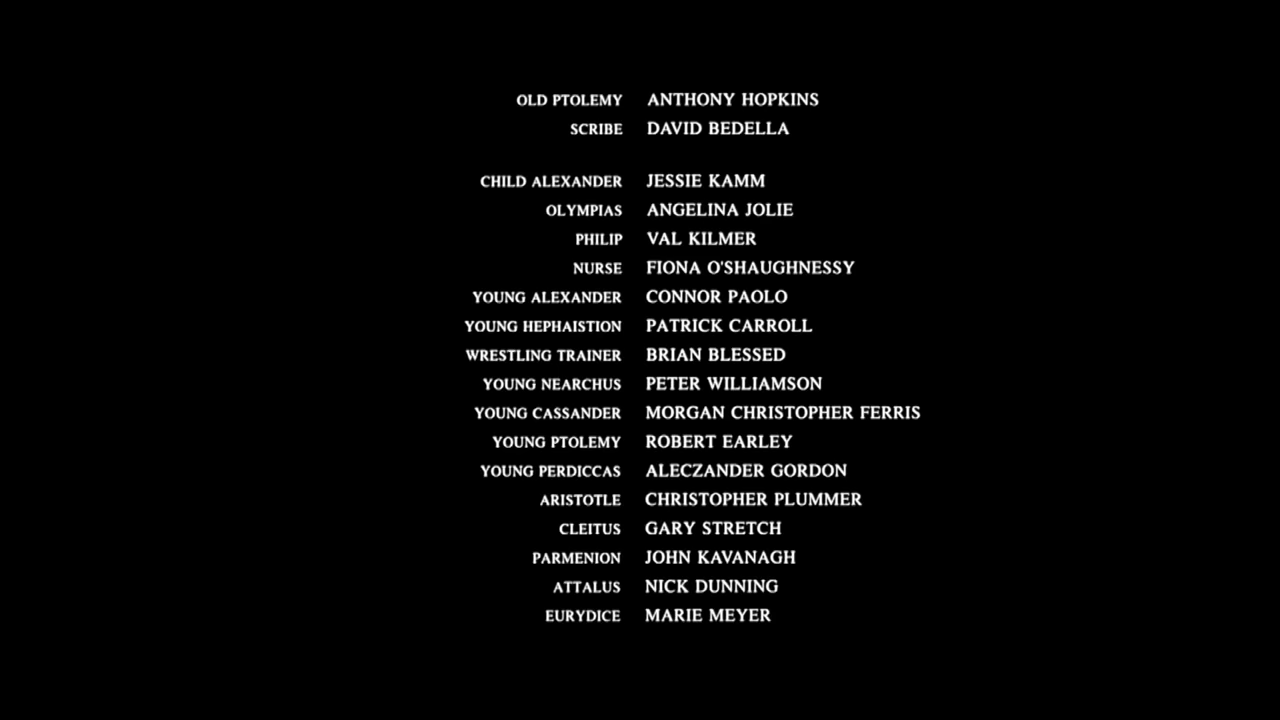 OLD PTOLEMY ANTHONY HOPKINS
SCRIBE DAVID BEDELLA
CHILD ALEXANDER JESSIE KAMM
OLYMPIAS ANGELINA JOLIE
PHILIP VAL KILMER
NURSE FIONA O'SHAUGHNESSY
YOUNG ALEXANDER CONNOR PAOLO
YOUNG HEPHAISTION PATRICK CARROLL
WRESTLING TRAINER BRIAN BLESSED
YOUNG NEARCHUS PETER WILLIAMSON
YOUNG CASSANDER MORGAN CHRISTOPHER FERRIS
YOUNG PTOLEMY ROBERT EARLEY
YOUNG PERDICCAS ALECZANDER GORDON
ARISTOTLE CHRISTOPHER PLUMMER
CLEITUS GARY STRETCH
PARMENION JOHN KAVANAGH
ATTALUS NICK DUNNING
EURYDICE MARIE MEYER